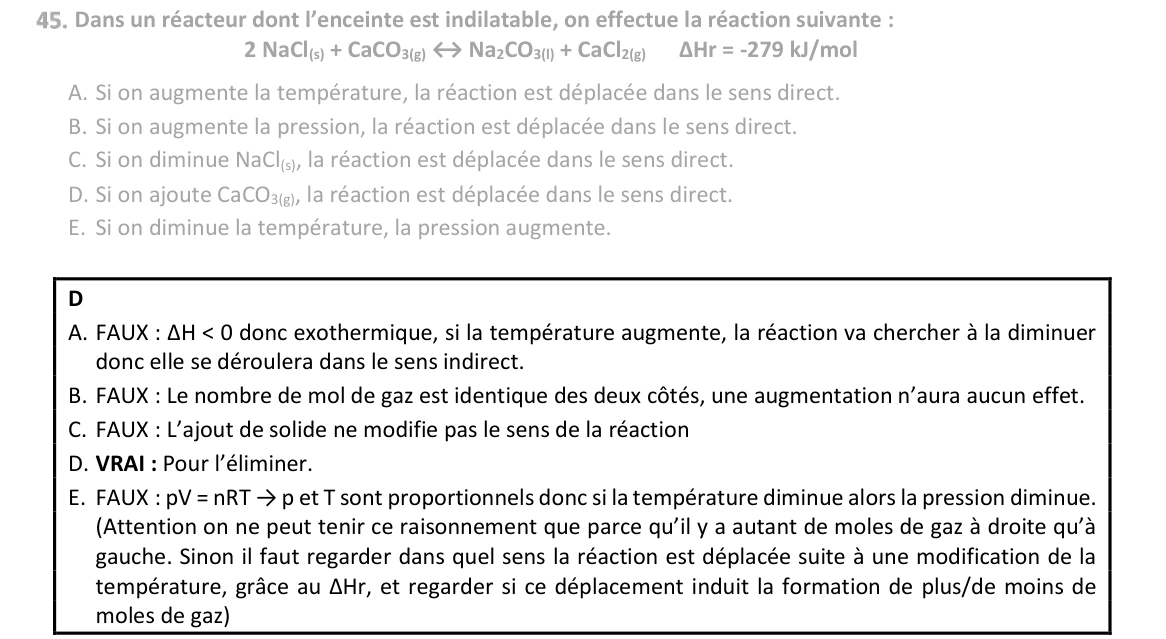 45. Dans un réacteur dont l’enceinte est indilatable, on effectue la réaction suivante :
2 NaCl(s) + CaCO3(g) ↔ Na2CO3(l) + CaCl2(g) ΔHr = -279 kJ/mol
A. Si on augmente la température, la réaction est déplacée dans le sens direct.
B. Si on augmente la pression, la réaction est déplacée dans le sens direct.
C. Si on diminue NaCl(s), la réaction est déplacée dans le sens direct.
D. Si on ajoute CaCO3(g), la réaction est déplacée dans le sens direct.
E. Si on diminue la température, la pression augmente.
D
A. FAUX : ΔH < 0 donc exothermique, si la température augmente, la réaction va chercher à la diminuer
donc elle se déroulera dans le sens indirect.
B. FAUX : Le nombre de mol de gaz est identique des deux côtés, une augmentation n’aura aucun effet.
C. FAUX : L’ajout de solide ne modifie pas le sens de la réaction
D. VRAI : Pour l’éliminer.
E. FAUX : pV = nRT → p et T sont proportionnels donc si la température diminue alors la pression diminue.
(Attention on ne peut tenir ce raisonnement que parce qu’il y a autant de moles de gaz à droite qu’à
gauche. Sinon il faut regarder dans quel sens la réaction est déplacée suite à une modification de la
température, grâce au ΔHr, et regarder si ce déplacement induit la formation de plus/de moins de
moles de gaz)